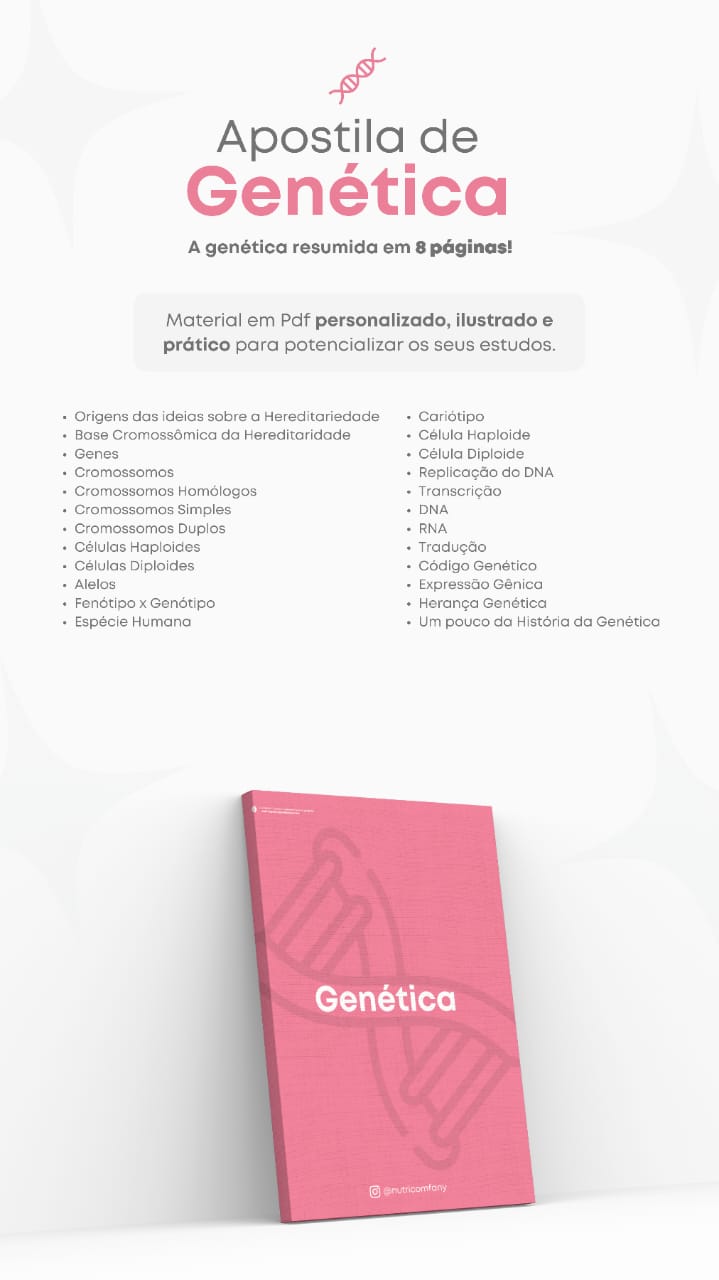 Apostila de
Genética
A genética resumida em 8 páginas!
Material em Pdf personalizado, ilustrado e
prático para potencializar os seus estudos.
• Origens das ideias sobre a Hereditariedade
• Base Cromossômica da Hereditaridade
• Genes
• Cromossomos
• Cromossomos Homólogos
• Cromossomos Simples
• Cromossomos Duplos
• Células Haploides
• Células Diploides
• Alelos
• Fenótipo x Genótipo
• Espécie Humana
• Cariótipo
• Célula Haploide
• Célula Diploide
• Replicação do DNA
• Transcrição
• DNA
• RNA
• Tradução
• Código Genético
• Expressão Gênica
• Herança Genética
• Um pouco da História da Genética
Genética
@nutricomfany